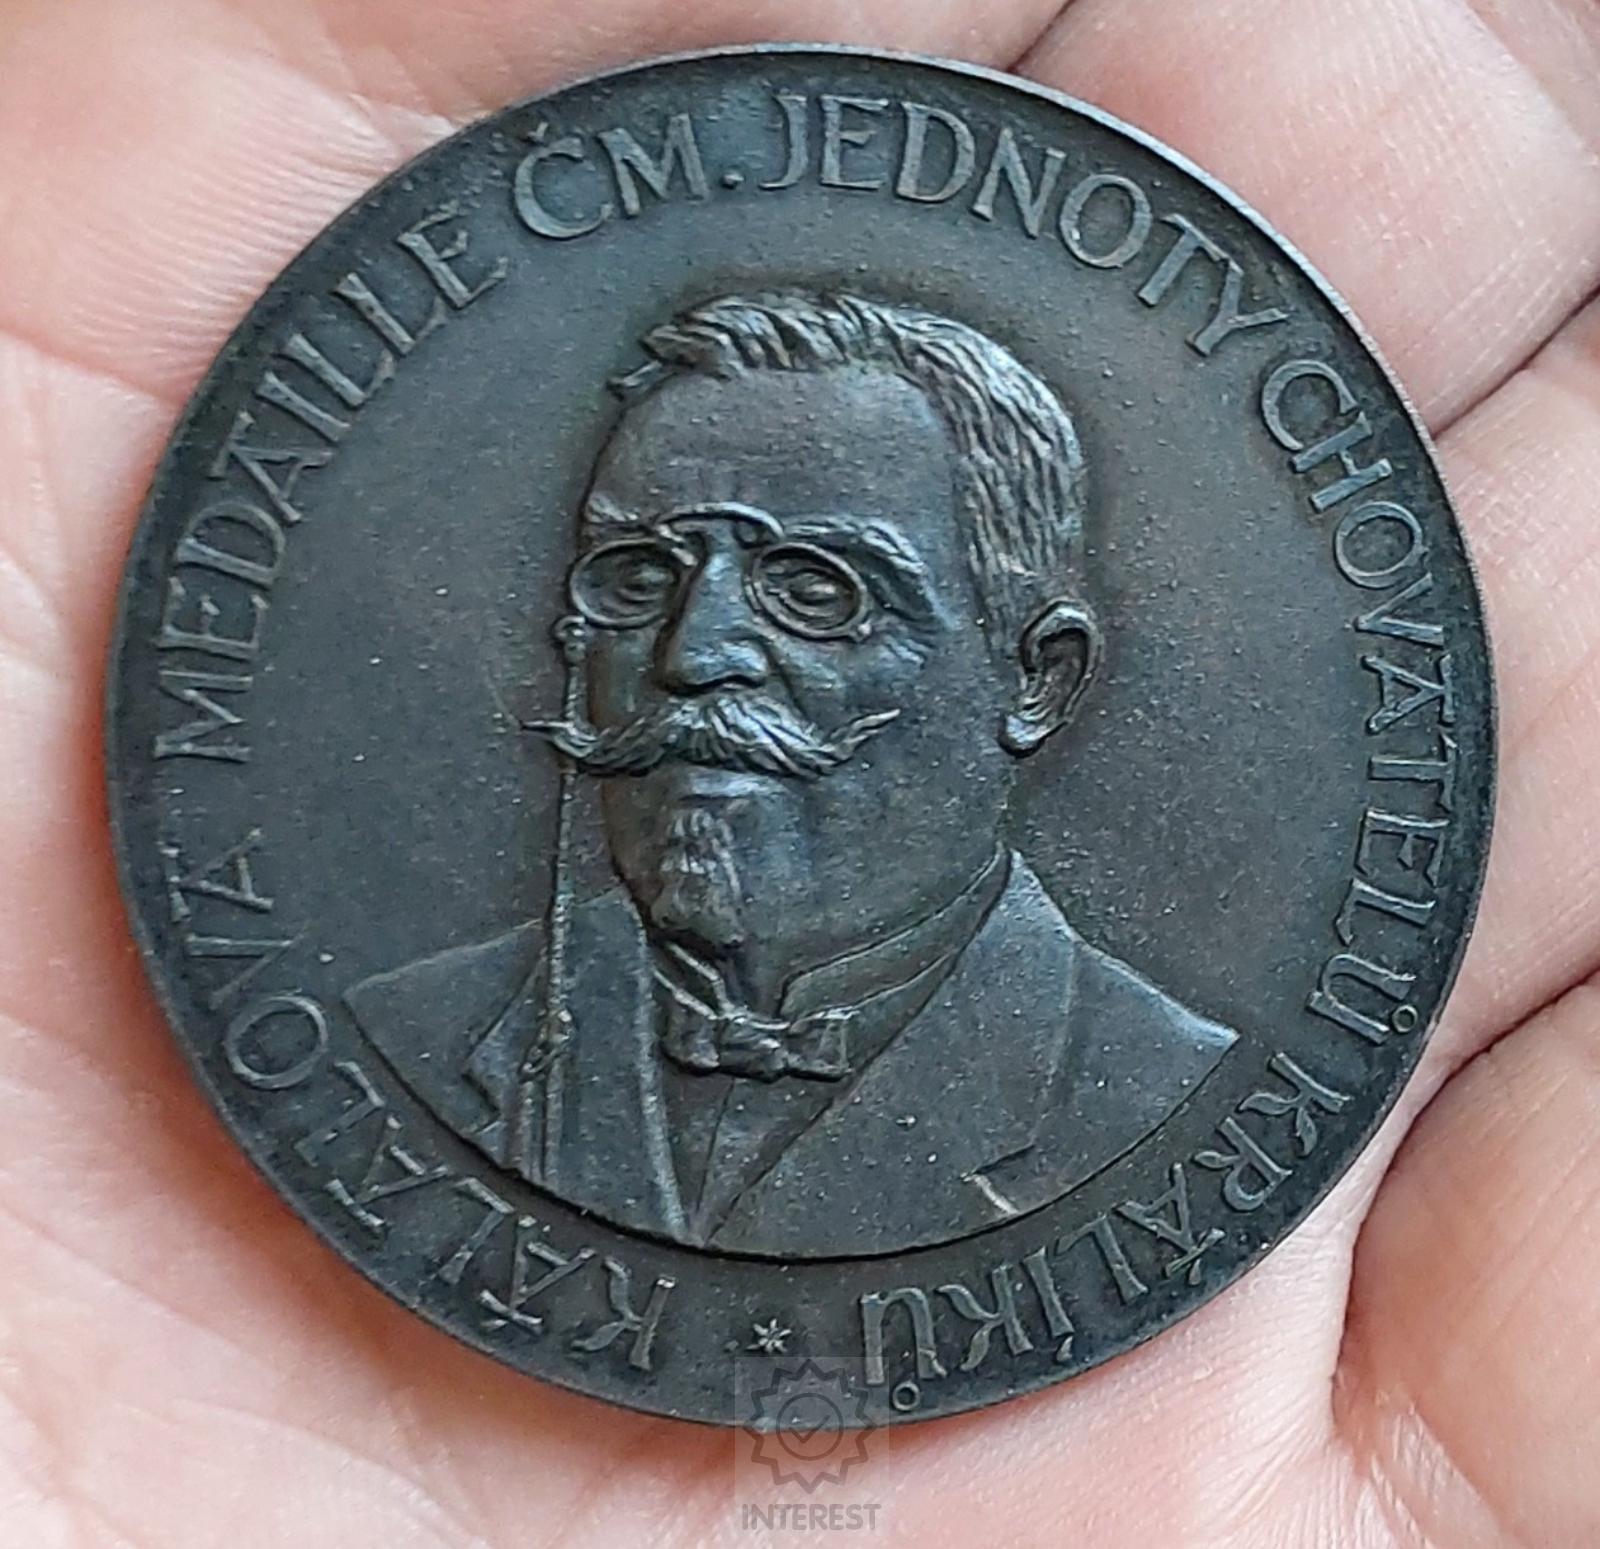 KÁLALOVA MEDAILLE ČM. JEDNOTY CHOVATELŮ KRÁLÍKŮ *
INTEREST